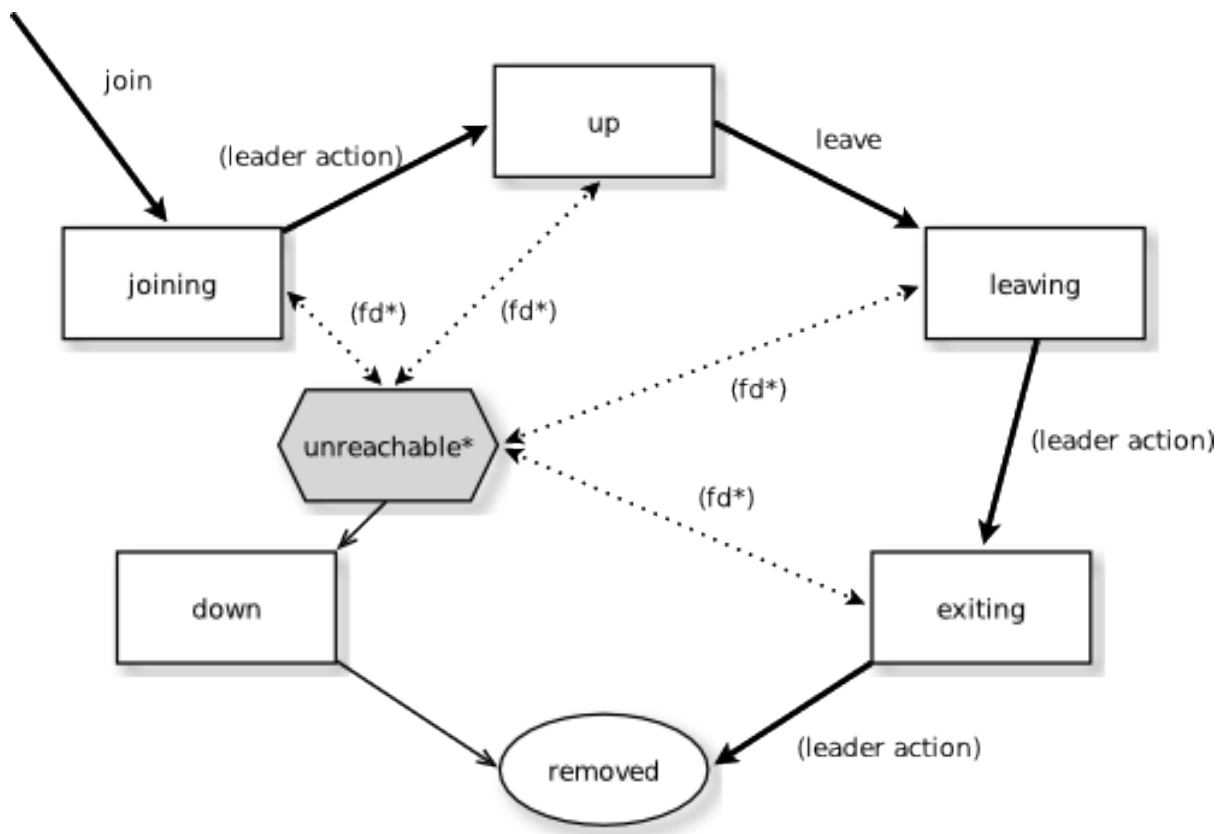 join
up
(leader action)
leave
joining
leaving
(fd*)
(fd*)
(fd*)
unreachable*
(leader action)
(fd*)
down
exiting
removed
(leader action)